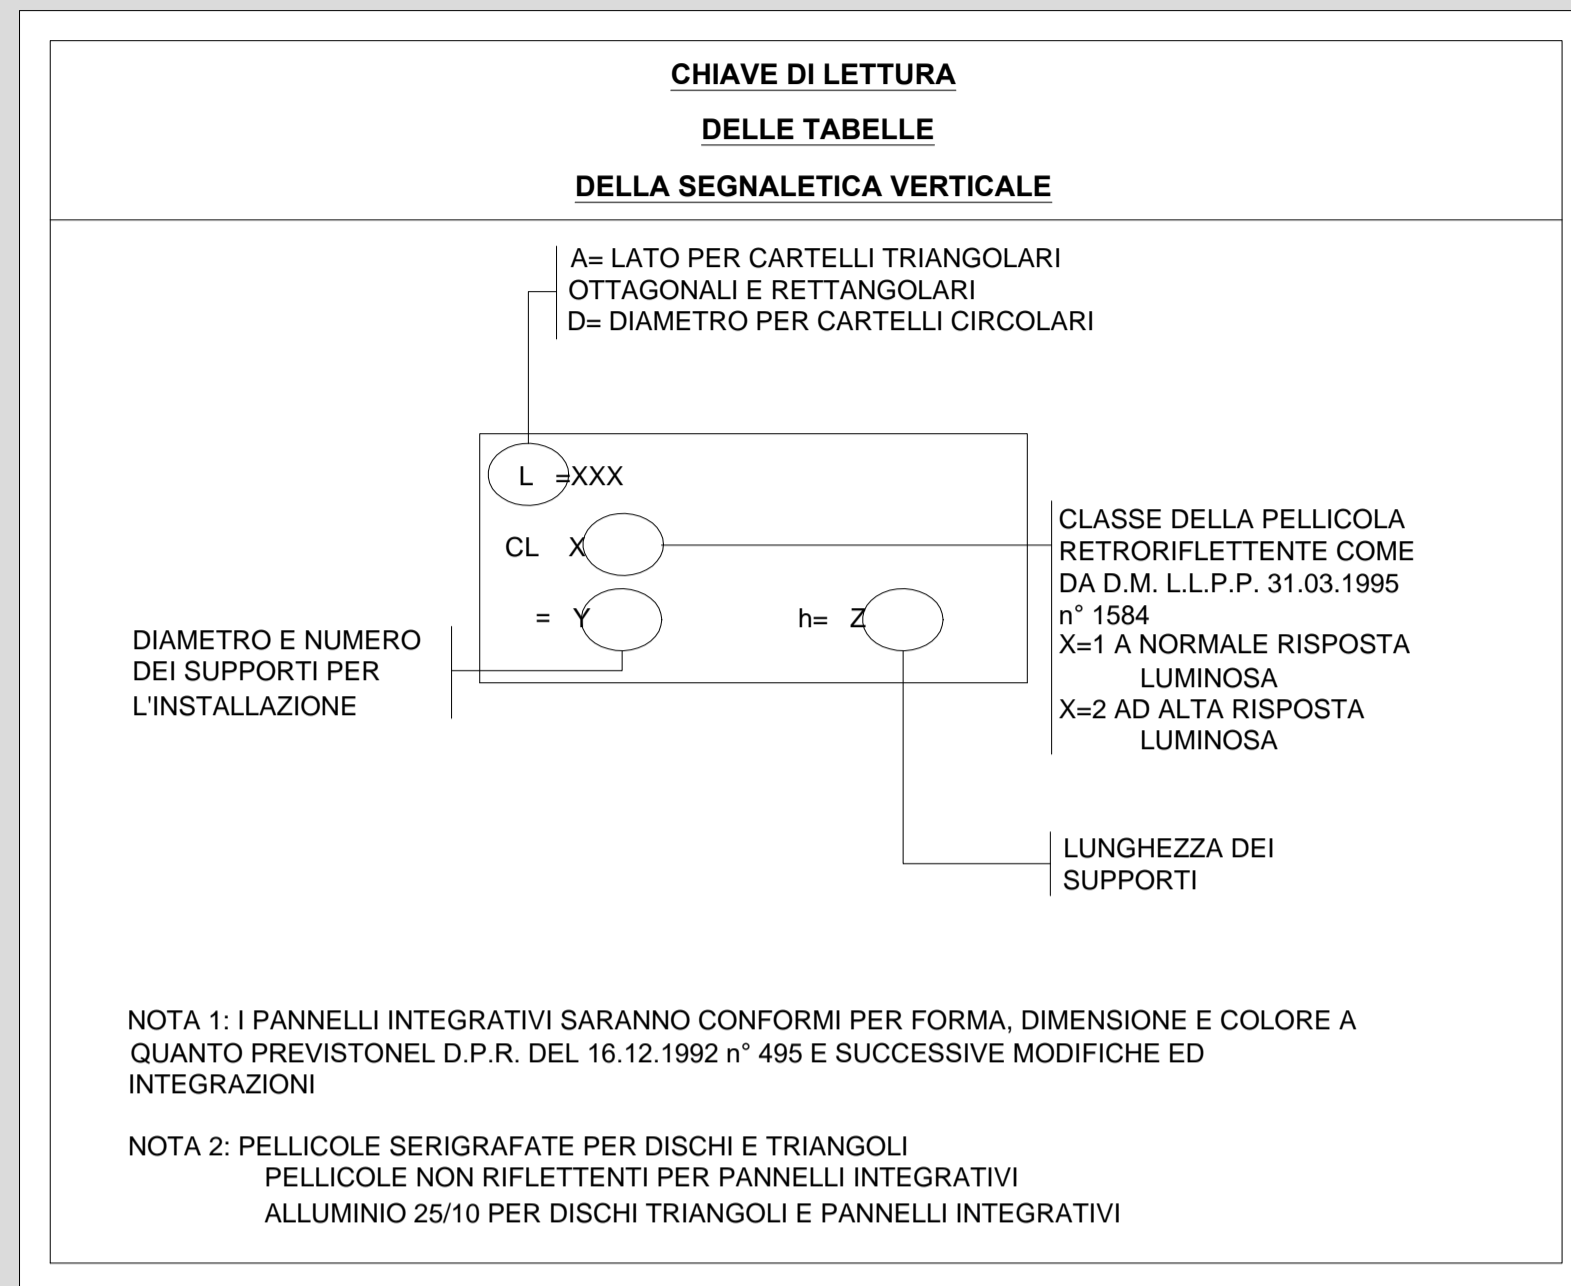 CHIAVE DI LETTURA
DELLE TABELLE
DELLA SEGNALETICA VERTICALE
A= LATO PER CARTELLI TRIANGOLARI
OTTAGONALI E RETTANGOLARI
D= DIAMETRO PER CARTELLI CIRCOLARI
L =XXX
CL X
= Y h= Z
CLASSE DELLA PELLICOLA
RETRORIFLETTENTE COME
DA D.M. L.L.P.P. 31.03.1995
n° 1584
X=1 A NORMALE RISPOSTA
LUMINOSA
X=2 AD ALTA RISPOSTA
LUMINOSA
DIAMETRO E NUMERO
DEI SUPPORTI PER
L'INSTALLAZIONE
LUNGHEZZA DEI
SUPPORTI
NOTA 1: I PANNELLI INTEGRATIVI SARANNO CONFORMI PER FORMA, DIMENSIONE E COLORE A
QUANTO PREVISTONEL D.P.R. DEL 16.12.1992 n° 495 E SUCCESSIVE MODIFICHE ED
INTEGRAZIONI
NOTA 2: PELLICOLE SERIGRAFATE PER DISCHI E TRIANGOLI
PELLICOLE NON RIFLETTENTI PER PANNELLI INTEGRATIVI
ALLUMINIO 25/10 PER DISCHI TRIANGOLI E PANNELLI INTEGRATIVI